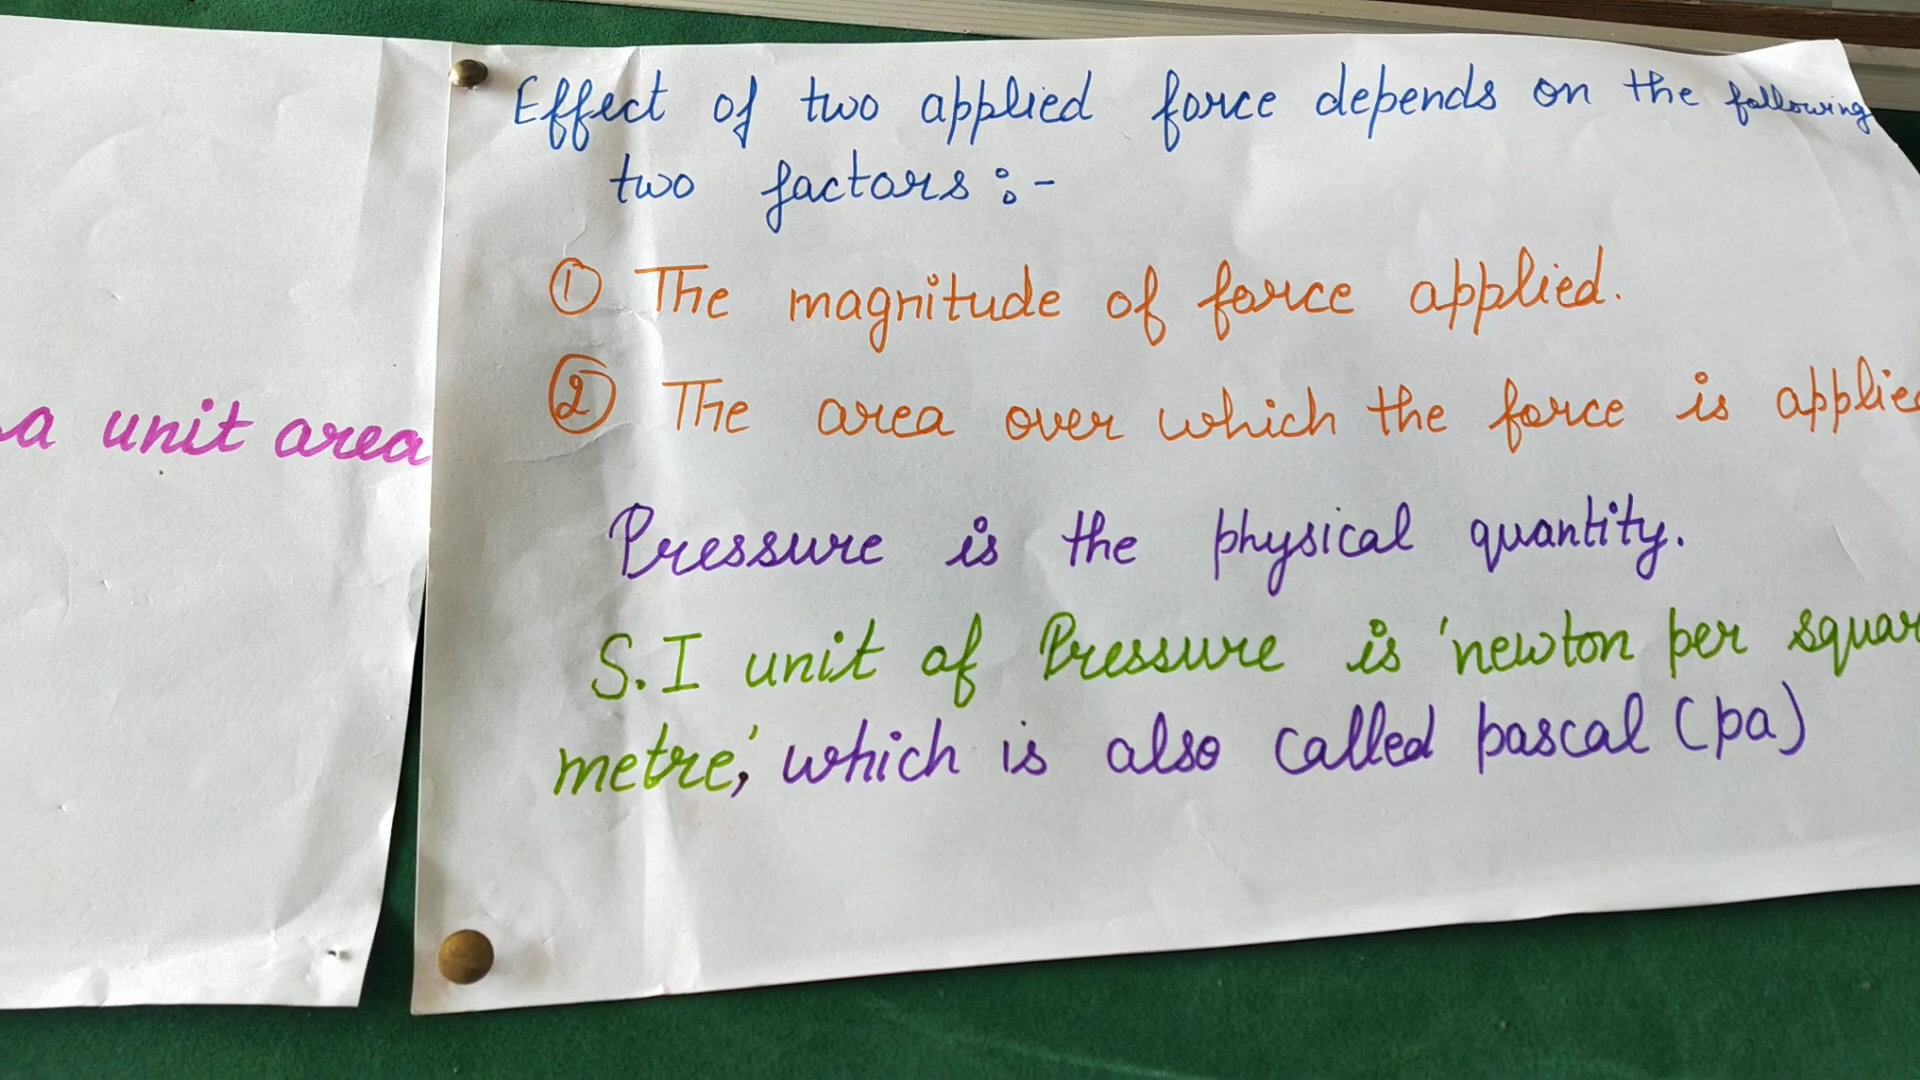 a unit area
Effect of two applied force depends on the following
two factors :-
① The magnitude of force applied.
② The area over which the force is applied
Pressure is the physical quantity.
S.I unit of Pressure is 'newton per squar
metre', which is also called pascal (pa)